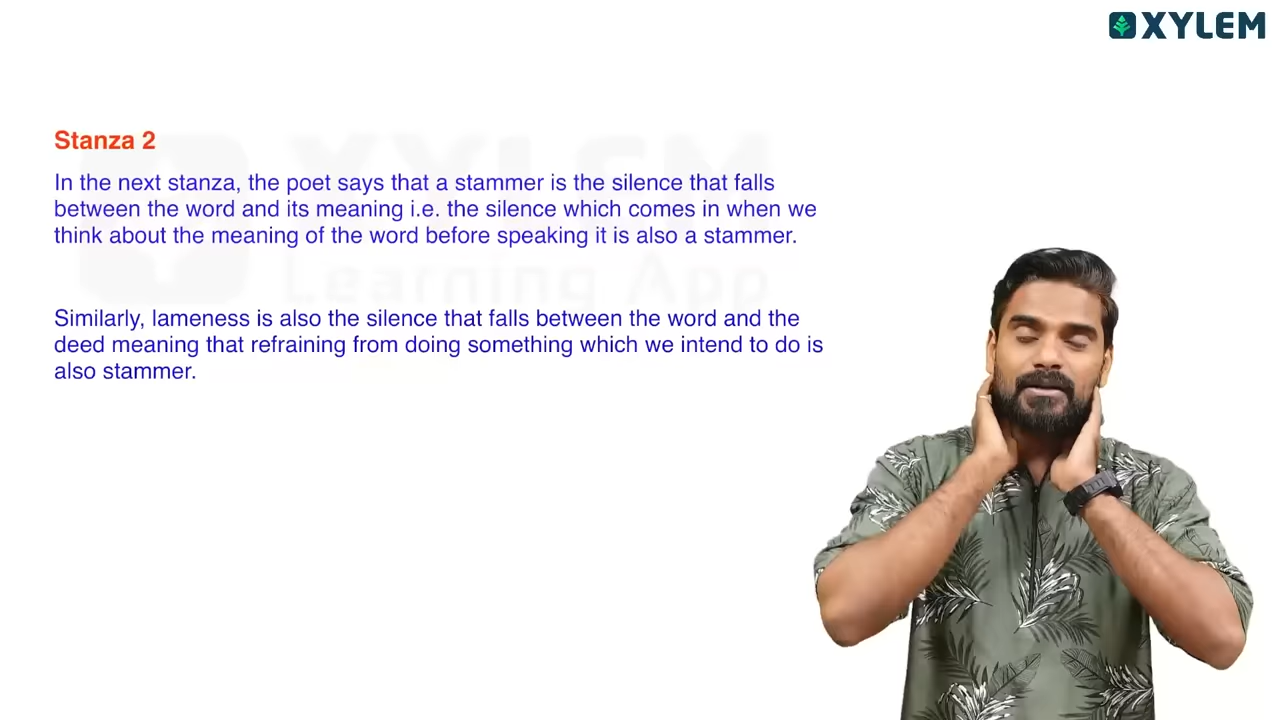 XYLEM
Stanza 2
In the next stanza, the poet says that a stammer is the silence that falls
between the word and its meaning i.e. the silence which comes in when we
think about the meaning of the word before speaking it is also a stammer.
XYLEM
Learning App
Similarly, lameness is also the silence that falls between the word and the
deed meaning that refraining from doing something which we intend to do is
also stammer.